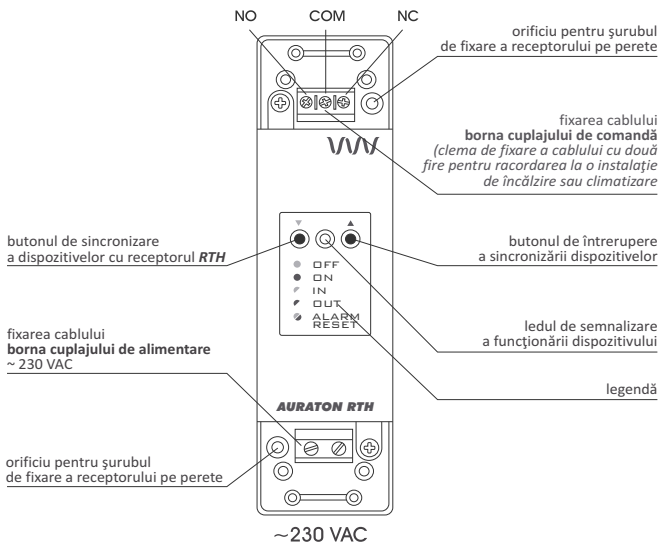 NO COM NC
orificiu pentru şurubul
de fixare a receptorului pe perete
fixarea cablului
borna cuplajului de comandă
(clema de fixare a cablului cu două
fire pentru racordarea la o instalaţie
de încălzire sau climatizare
butonul de sincronizare
a dispozitivelor cu receptorul RTH
butonul de întrerupere
a sincronizării dispozitivelor
OFF
ON
IN
OUT
ALARM
RESET
fixarea cablului
borna cuplajului de alimentare
~ 230 VAC
ledul de semnalizare
a funcţionării dispozitivului
legendă
AURATON RTH
orificiu pentru şurubul
de fixare a receptorului pe perete
~230 VAC